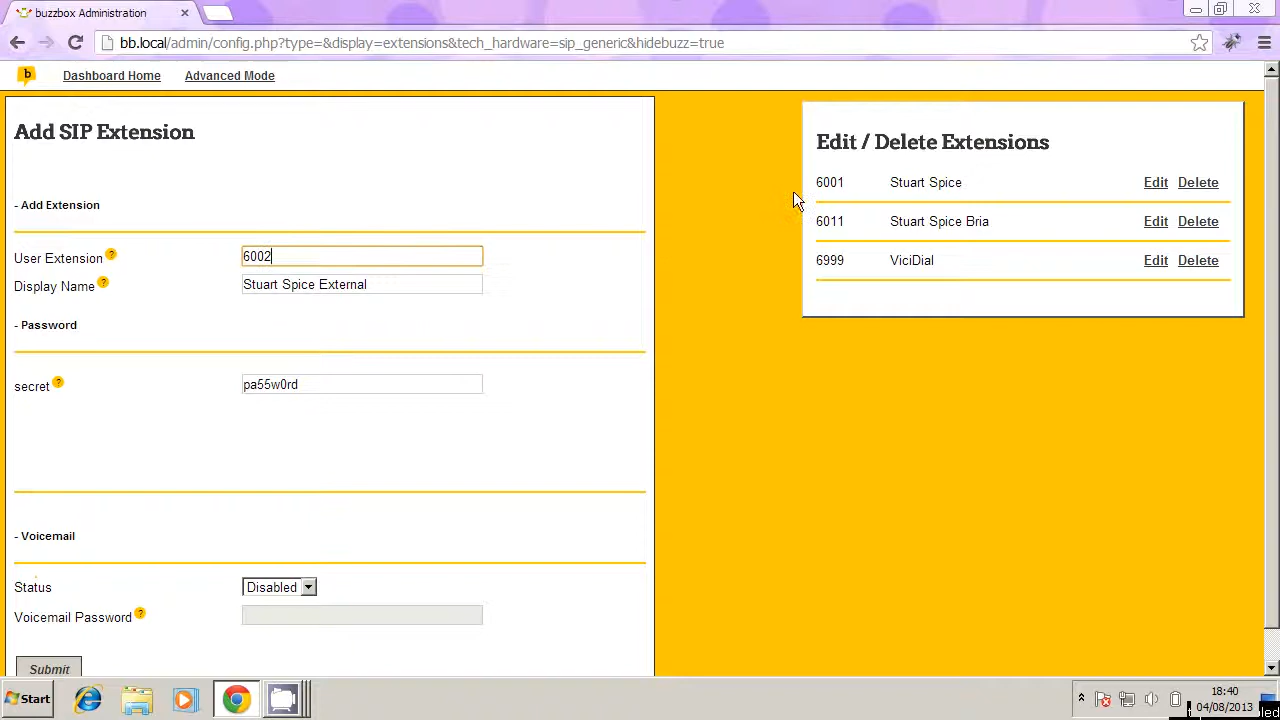 buzzbox Administration
bb.local/admin/config.php?type=&display=extensions&tech_hardware=sip_generic&hidebuzz=true
b Dashboard Home Advanced Mode
Add SIP Extension
- Add Extension
User Extension ? 6002
Display Name ? Stuart Spice External
- Password
secret ? pa55w0rd
- Voicemail
Status Disabled
Voicemail Password ?
Submit
Edit / Delete Extensions
6001 Stuart Spice Edit Delete
6011 Stuart Spice Bria Edit Delete
6999 ViciDial Edit Delete
Start
18:40
04/08/2013